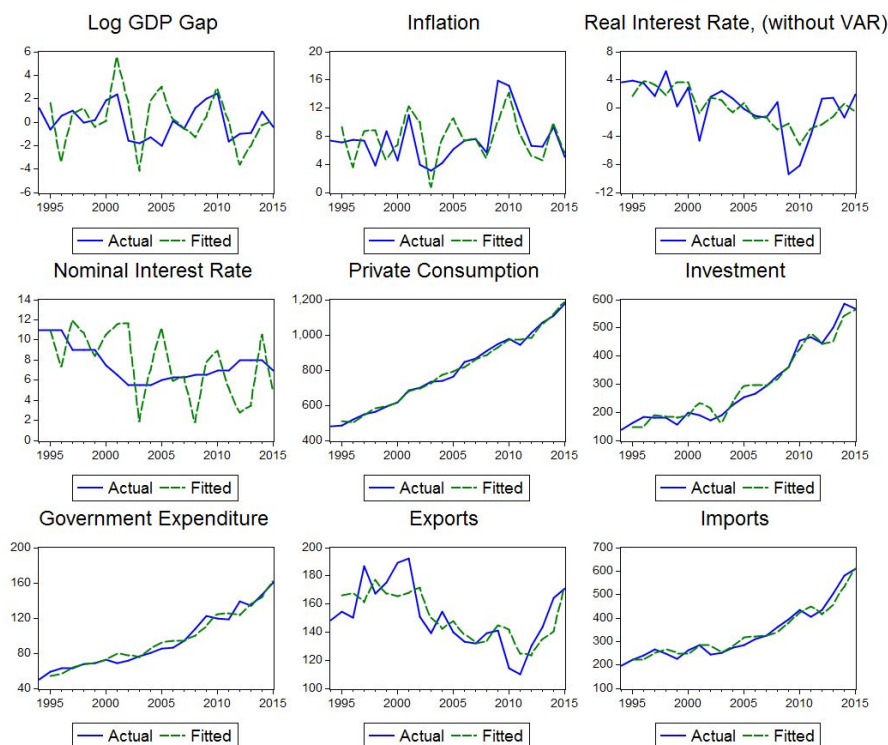 Log GDP Gap
6
4
2
0
-2
-4
-6
1995 2000 2005 2010 2015
Actual Fitted
Inflation
20
16
12
8
4
0
1995 2000 2005 2010 2015
Actual Fitted
Real Interest Rate, (without VAR)
8
4
0
-4
-8
-12
1995 2000 2005 2010 2015
Actual Fitted
Nominal Interest Rate
14
12
10
8
6
4
2
0
1995 2000 2005 2010 2015
Actual Fitted
Private Consumption
1,200
1,000
800
600
400
1995 2000 2005 2010 2015
Actual Fitted
Investment
600
500
400
300
200
100
1995 2000 2005 2010 2015
Actual Fitted
Government Expenditure
200
160
120
80
40
1995 2000 2005 2010 2015
Actual Fitted
Exports
200
180
160
140
120
100
1995 2000 2005 2010 2015
Actual Fitted
Imports
700
600
500
400
300
200
100
1995 2000 2005 2010 2015
Actual Fitted